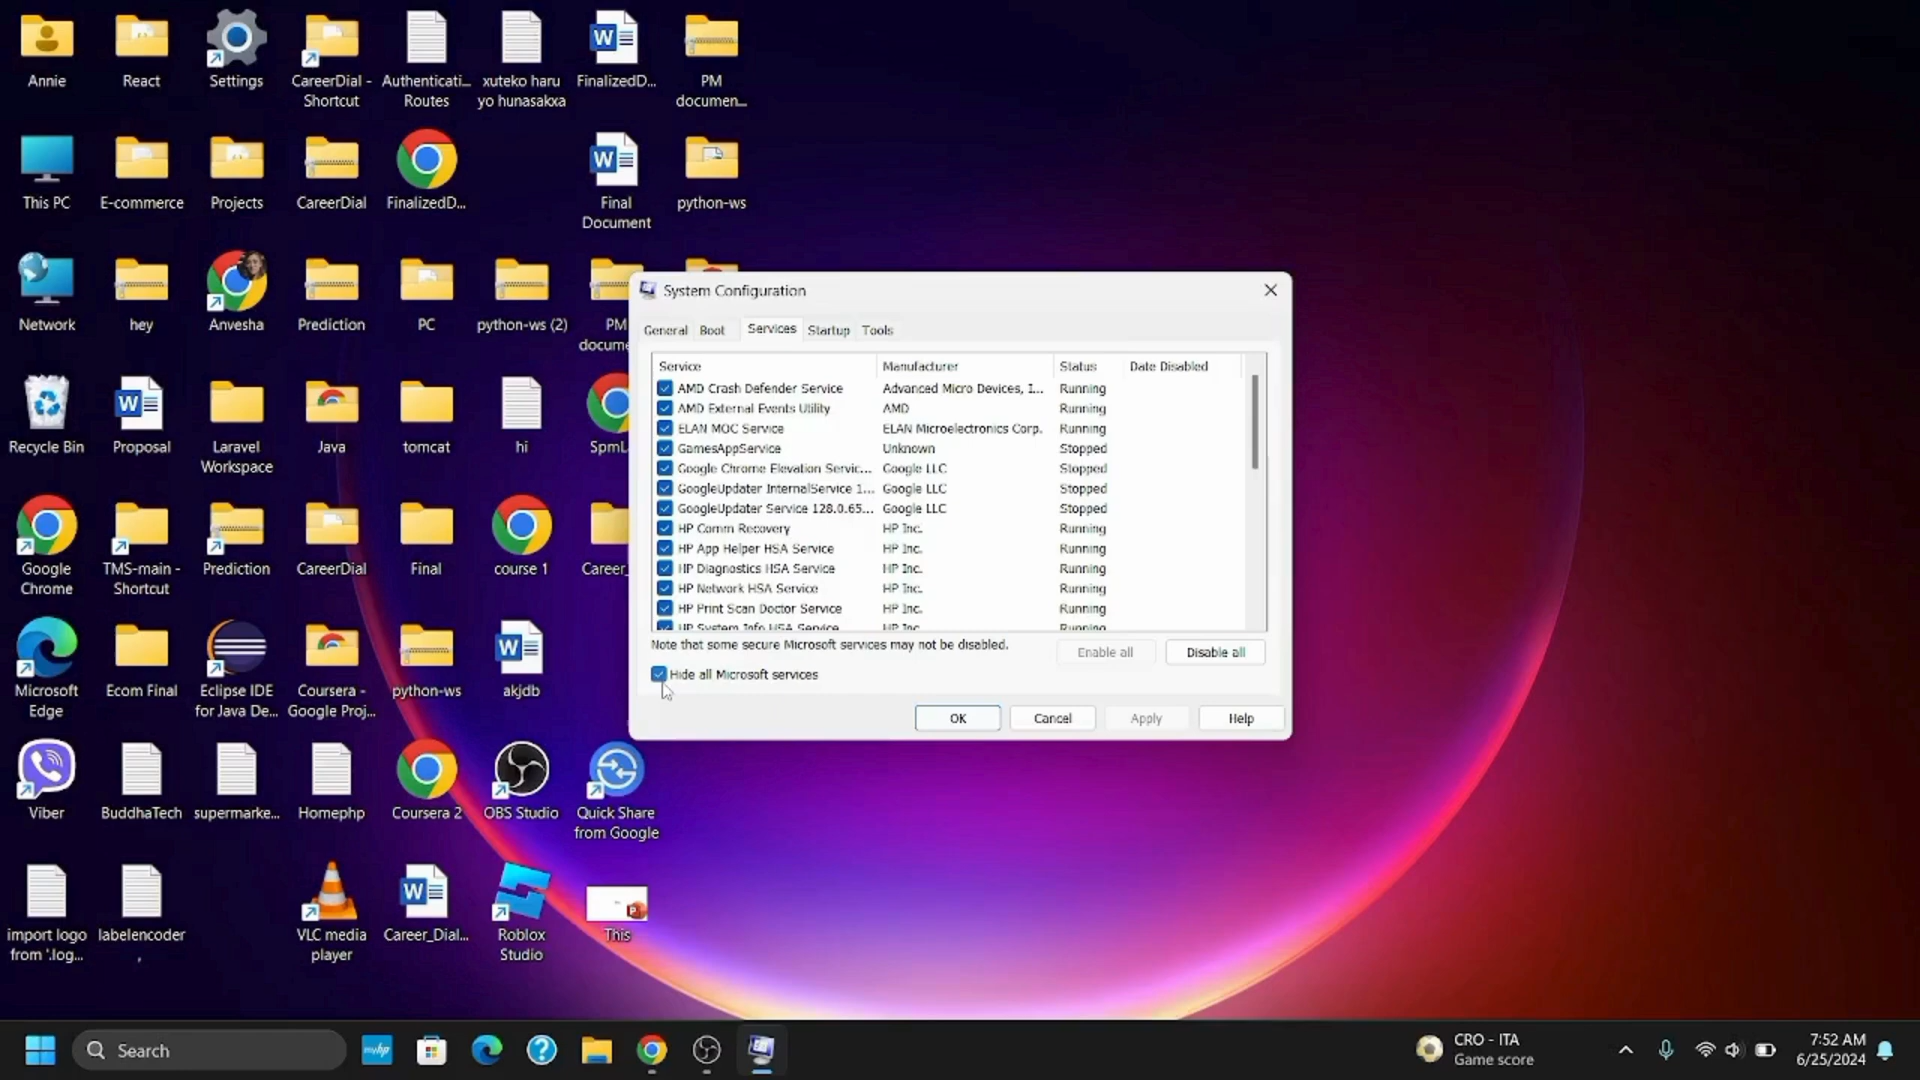 Annie
React
Settings
CareerDial -
Shortcut
Authenticati...
Routes
xuteko haru
yo hunasakxa
FinalizedD...
PM
documen...
This PC
E-commerce
Projects
CareerDial
FinalizedD...
Final
Document
python-ws
Network
hey
Anvesha
Prediction
PC
python-ws (2)
PM
docume
Recycle Bin
Proposal
Laravel
Workspace
Java
tomcat
hi
SpmL
Google
Chrome
TMS-main -
Shortcut
Prediction
CareerDial
Final
course 1
Career_
Microsoft
Edge
Ecom Final
Eclipse IDE
for Java De...
Coursera -
Google Proj...
python-ws
akjdb
Viber
BuddhaTech
supermarke...
Homephp
Coursera 2
OBS Studio
Quick Share
from Google
import logo
from '.log...
labelencoder
,
VLC media
player
Career_Dial...
Roblox
Studio
This
System Configuration
General Boot Services Startup Tools
Service Manufacturer Status Date Disabled
AMD Crash Defender Service Advanced Micro Devices, I... Running
AMD External Events Utility AMD Running
ELAN MOC Service ELAN Microelectronics Corp. Running
GamesAppService Unknown Stopped
Google Chrome Elevation Servic... Google LLC Stopped
GoogleUpdater InternalService 1... Google LLC Stopped
GoogleUpdater Service 128.0.65... Google LLC Stopped
HP Comm Recovery HP Inc. Running
HP App Helper HSA Service HP Inc. Running
HP Diagnostics HSA Service HP Inc. Running
HP Network HSA Service HP Inc. Running
HP Print Scan Doctor Service HP Inc. Running
HP System Info HSA Service HP Inc. Running
Note that some secure Microsoft services may not be disabled.
Enable all Disable all
Hide all Microsoft services
OK Cancel Apply Help
Search
myhp
CRO - ITA
Game score
7:52 AM
6/25/2024